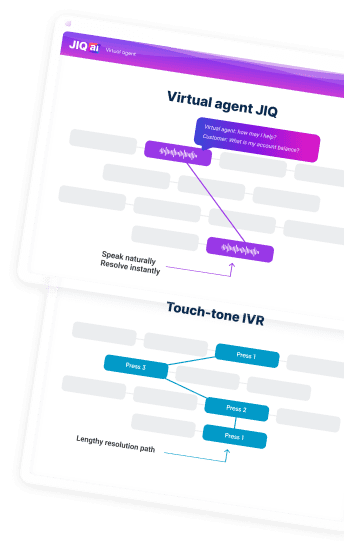 JIQ ai Virtual agent
Virtual agent JIQ
Virtual agent: how may I help?
Customer: What is my account balance?
Speak naturally
Resolve instantly
Touch-tone IVR
Press 1
Press 3
Press 2
Press 1
Lengthy resolution path